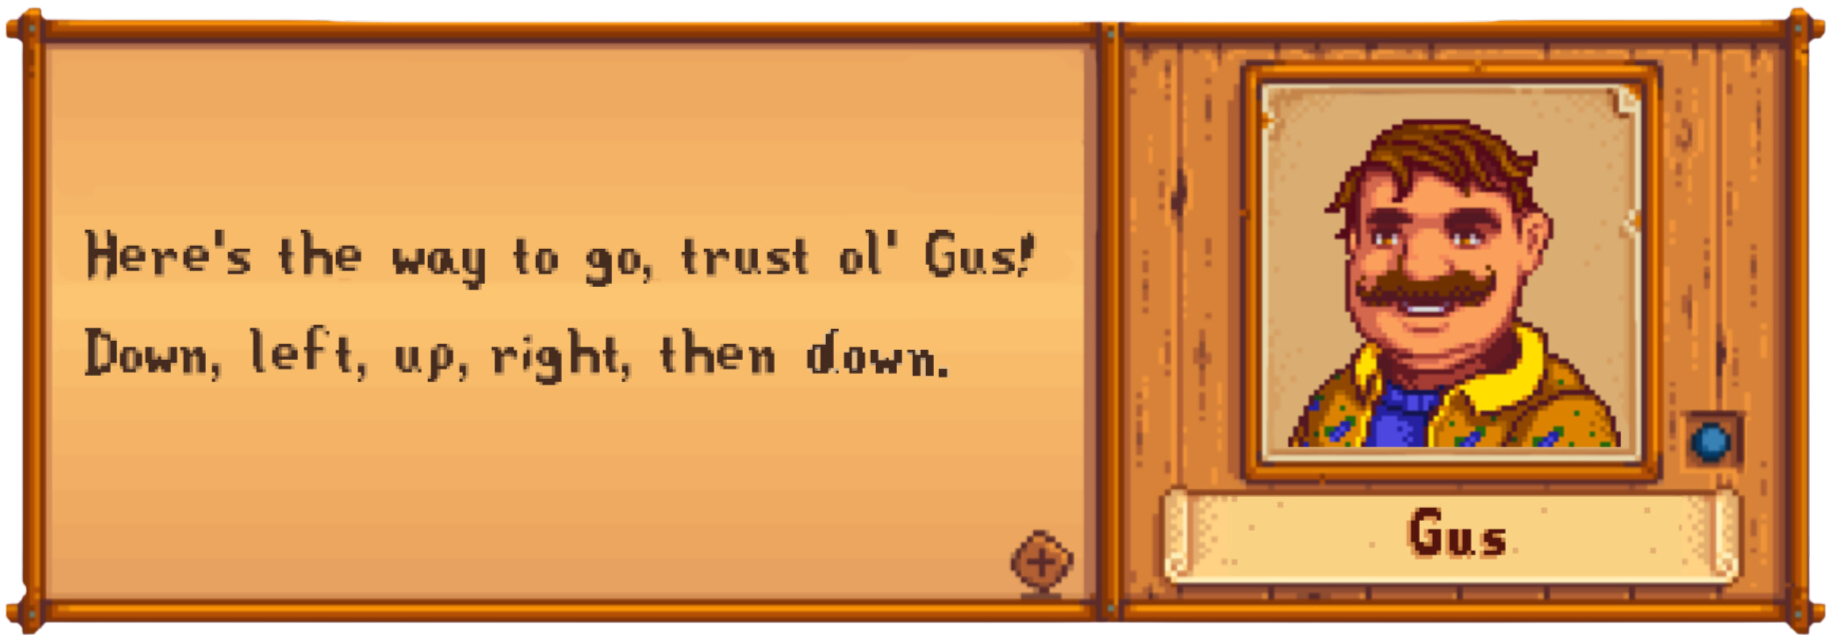 Here's the way to go, trust ol' Gus!
Down, left, up, right, then down.
Gus